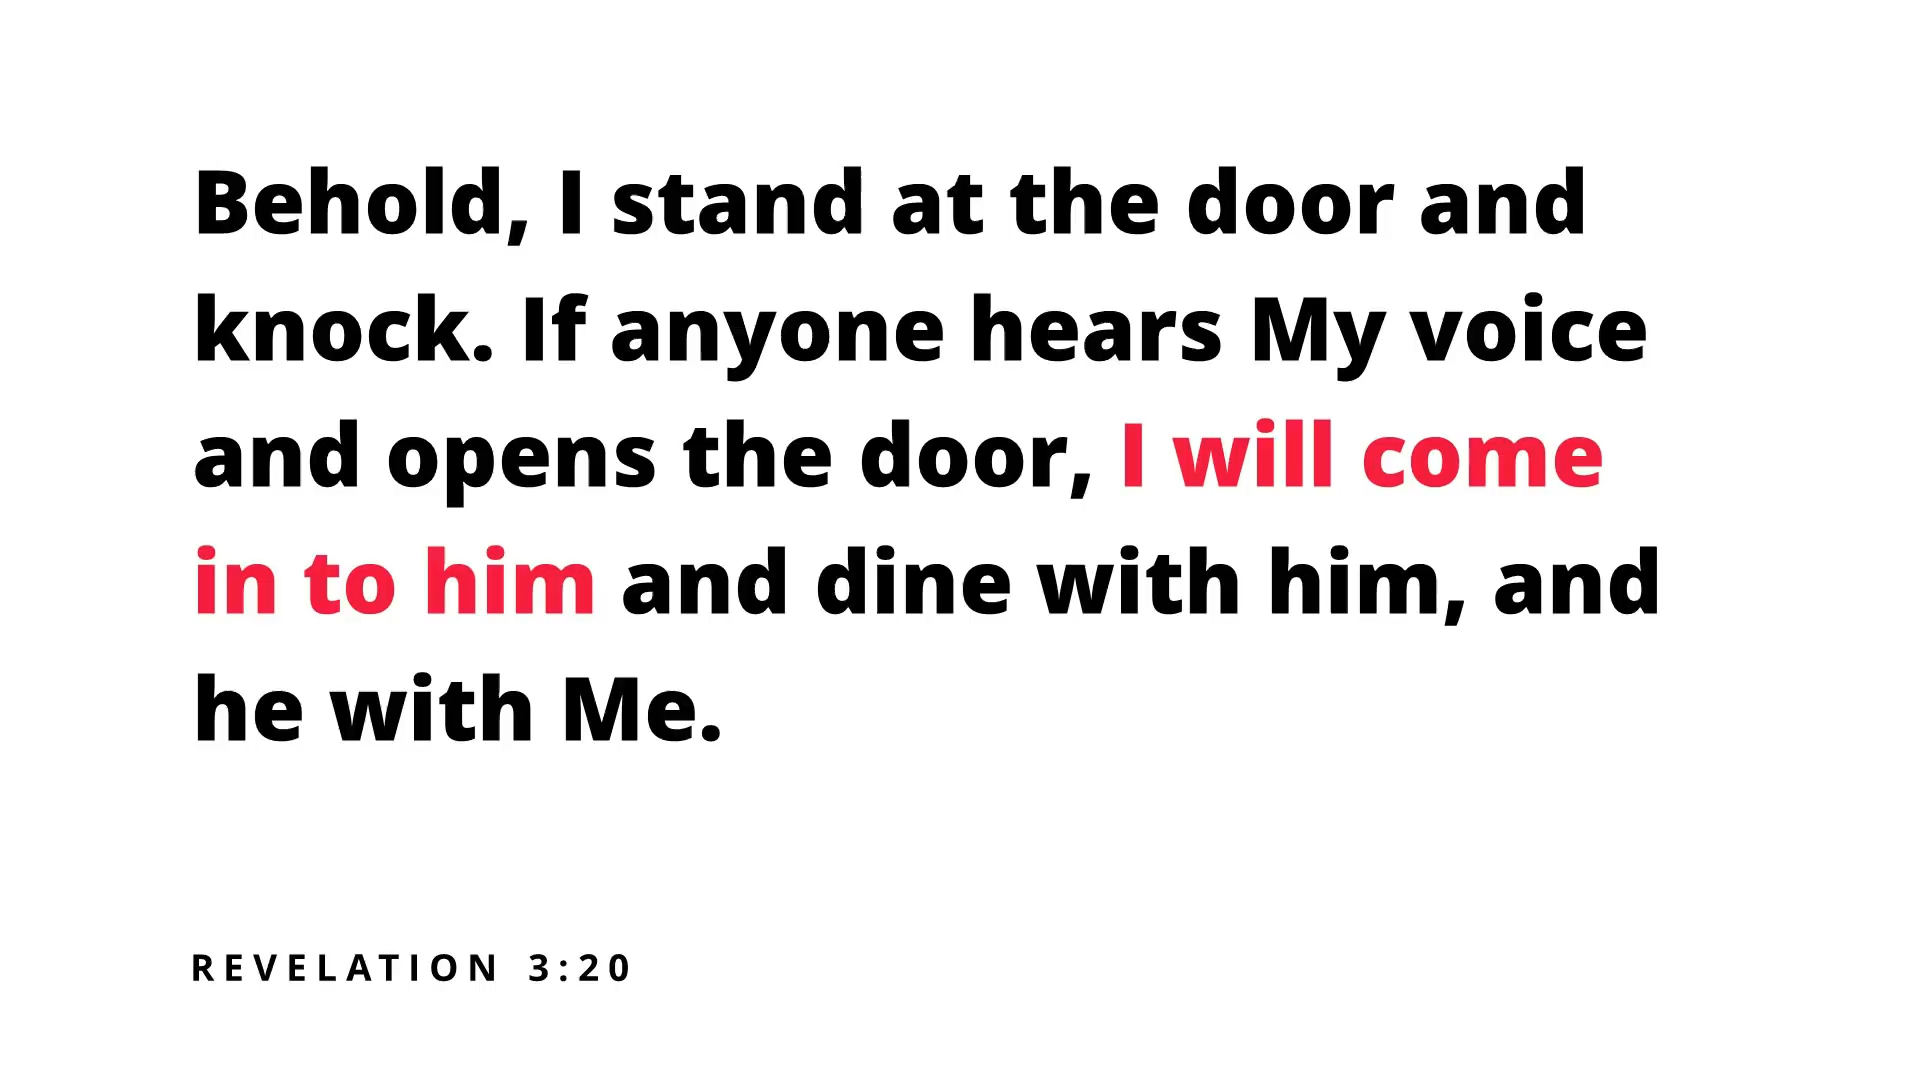 Behold, I stand at the door and
knock. If anyone hears My voice
and opens the door, I will come
in to him and dine with him, and
he with Me.
REVELATION 3:20